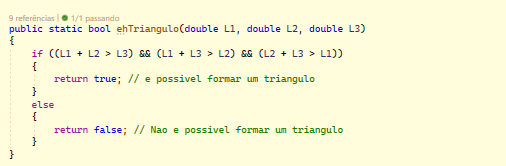 9 referências | 1/1 passando
public static bool ehTriangulo(double L1, double L2, double L3)
{
if ((L1 + L2 > L3) && (L1 + L3 > L2) && (L2 + L3 > L1))
{
return true; // e possivel formar um triangulo
}
else
{
return false; // Nao e possivel formar um triangulo
}
}